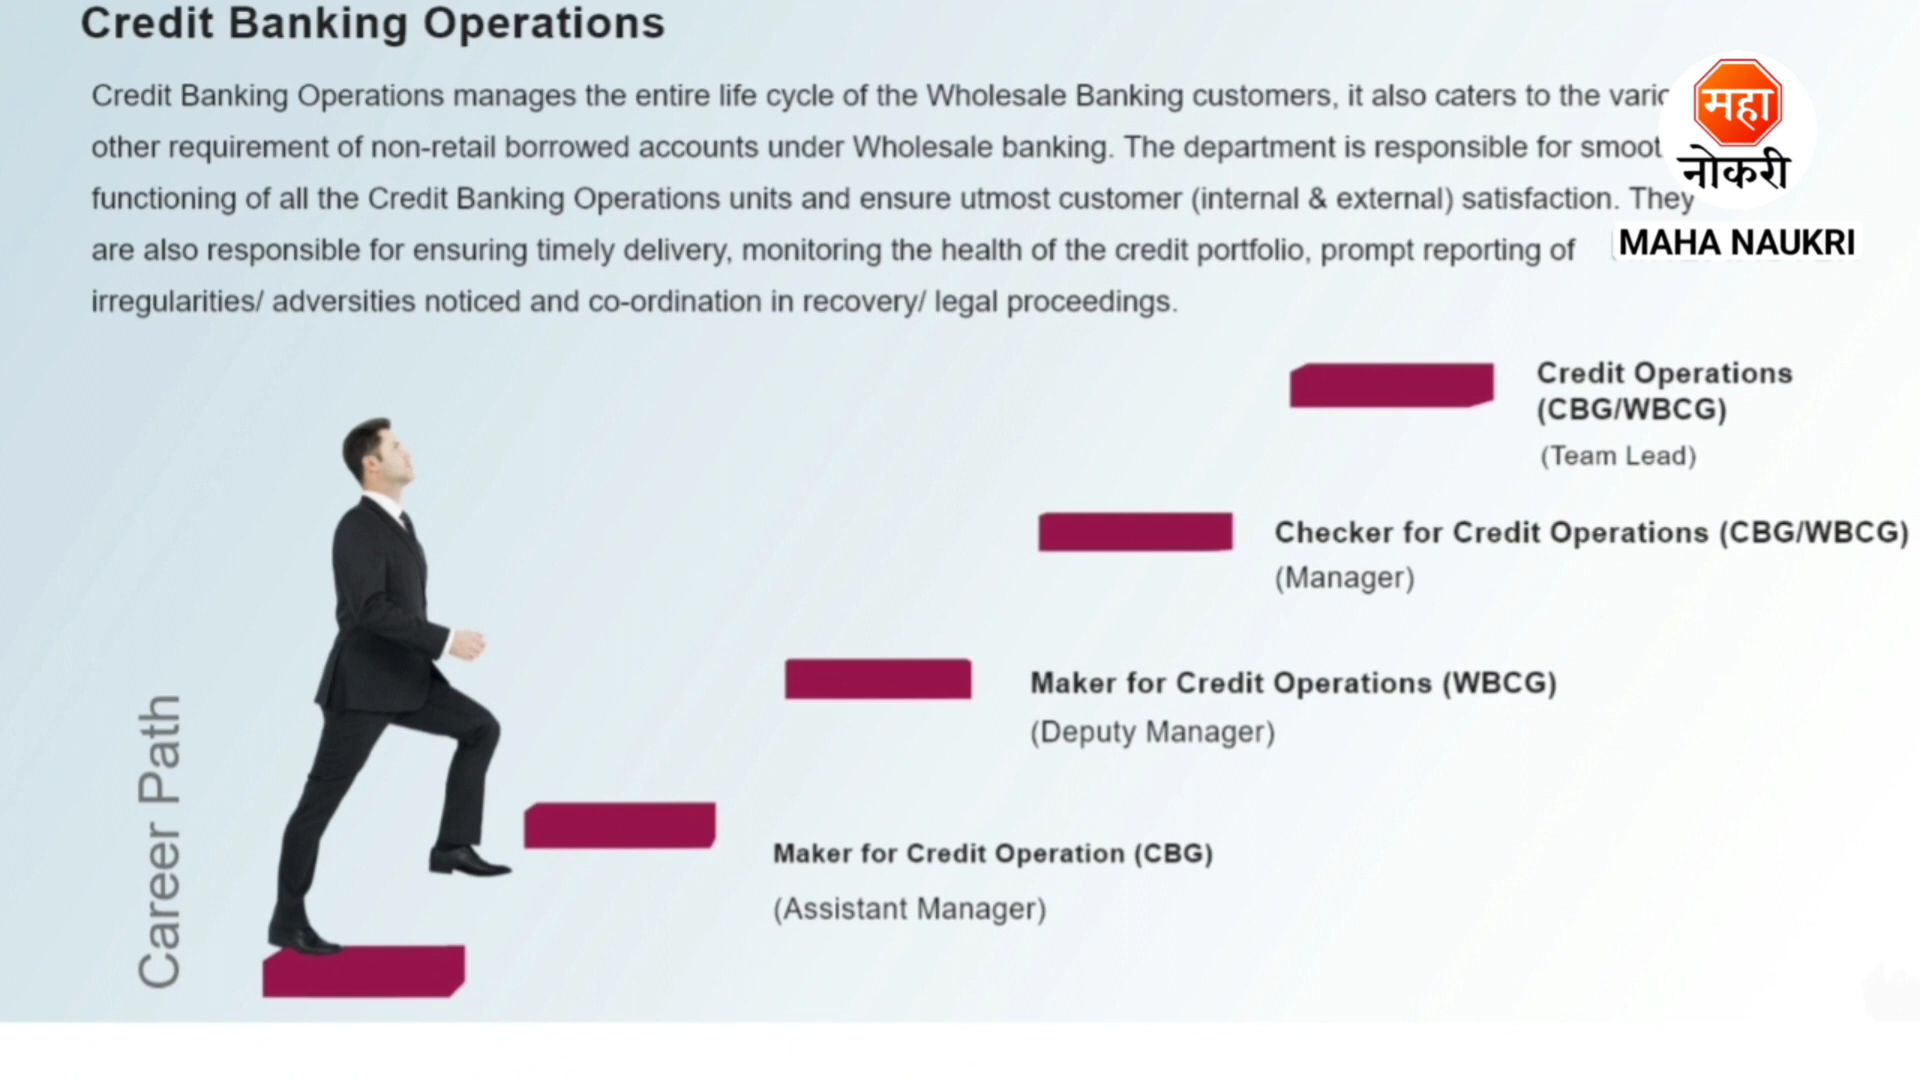 Credit Banking Operations
Credit Banking Operations manages the entire life cycle of the Wholesale Banking customers, it also caters to the
other requirement of non-retail borrowed accounts under Wholesale banking. The department is responsible for
functioning of all the Credit Banking Operations units and ensure utmost customer (internal & external) satisfaction. They
are also responsible for ensuring timely delivery, monitoring the health of the credit portfolio, prompt reporting of
irregularities/ adversities noticed and co-ordination in recovery/ legal proceedings.
महा
नोकरी
MAHA NAUKRI
Credit Operations
(CBG/WBCG)
(Team Lead)
Checker for Credit Operations (CBG/WBCG)
(Manager)
Maker for Credit Operations (WBCG)
(Deputy Manager)
Maker for Credit Operation (CBG)
(Assistant Manager)
Career Path